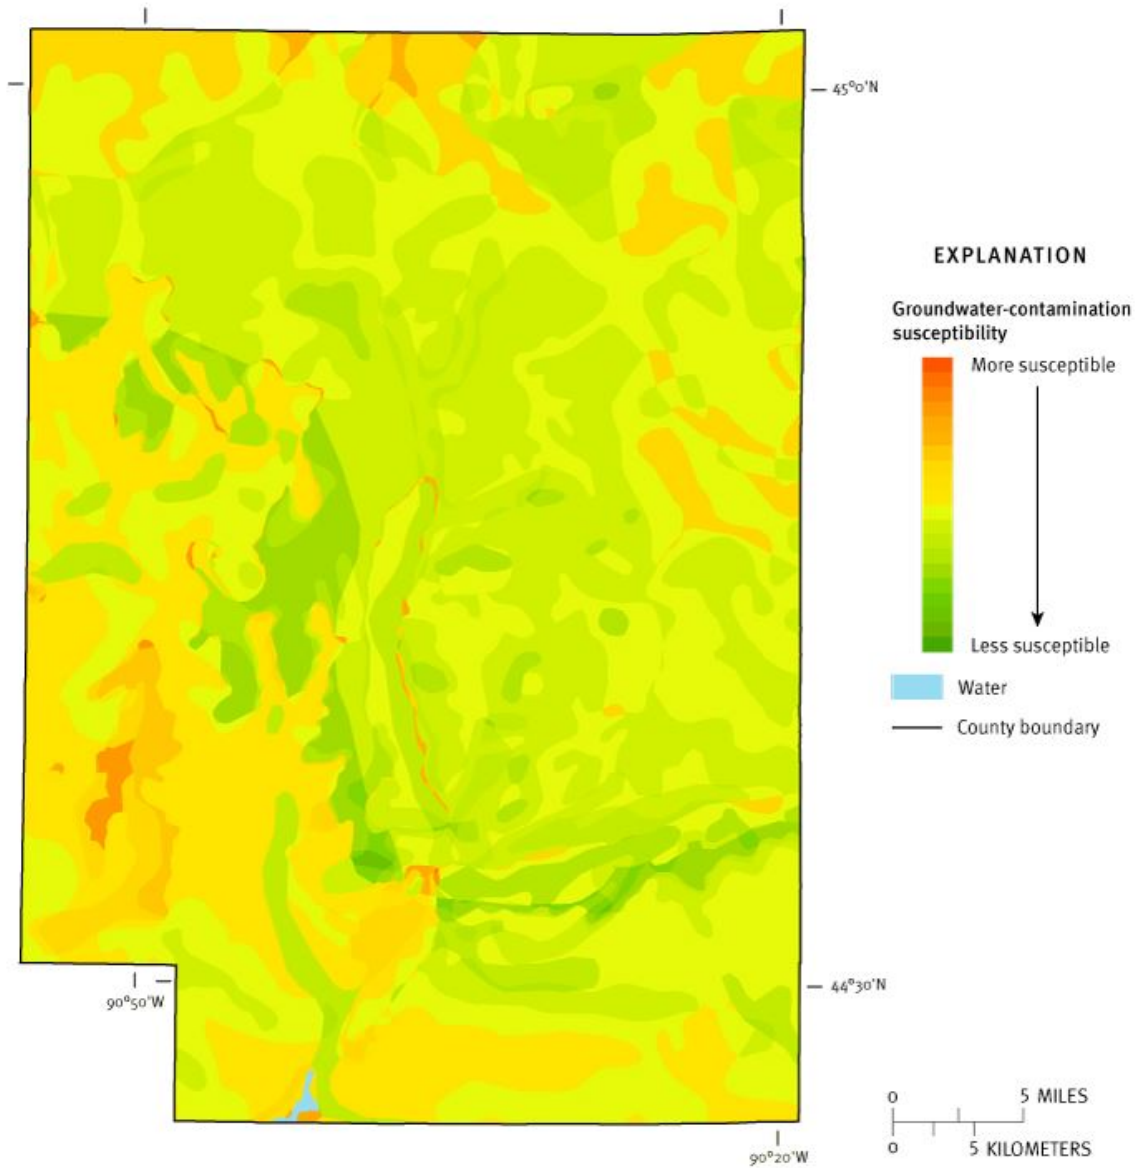 45°0'N
EXPLANATION
Groundwater-contamination
susceptibility
More susceptible
Less susceptible
Water
County boundary
44°30'N
90°50'W
0 5 MILES
0 5 KILOMETERS
90°20'W